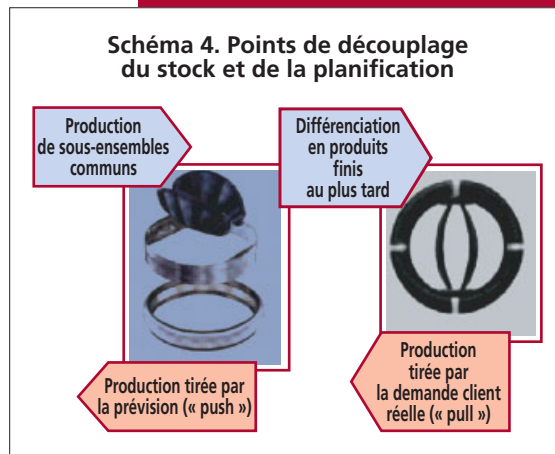 Schéma 4. Points de découplage
du stock et de la planification
Production
de sous-ensembles
communs
Différenciation
en produits
finis
au plus tard
Production tirée par
la prévision (« push »)
Production
tirée par
la demande client
réelle (« pull »)